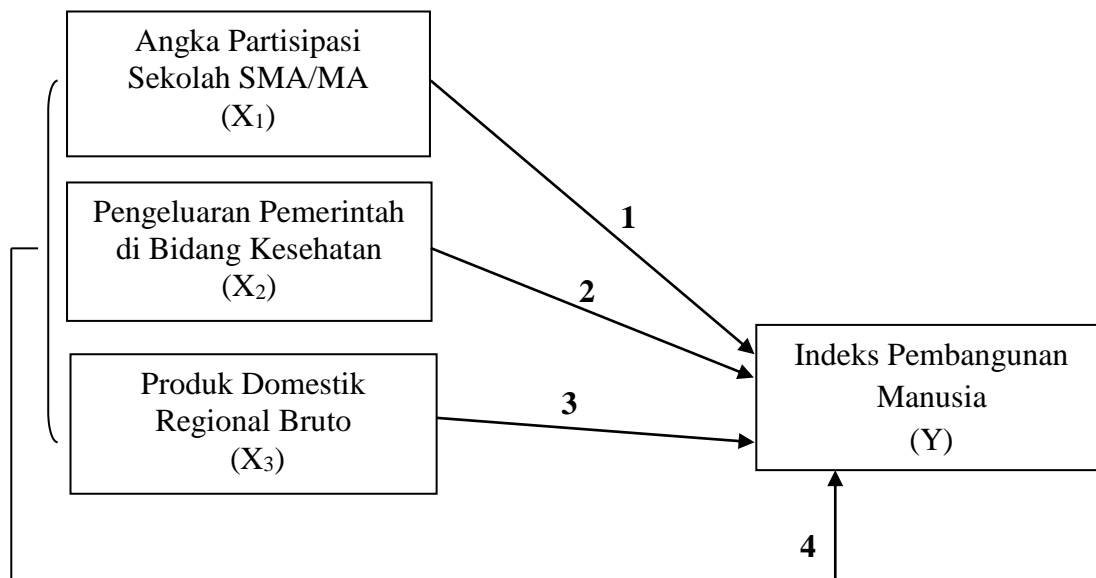 Angka Partisipasi
Sekolah SMA/MA
(X₁)
1
Pengeluaran Pemerintah
di Bidang Kesehatan
(X₂)
2
Indeks Pembangunan
Manusia
(Y)
Produk Domestik
Regional Bruto
(X₃)
3
4